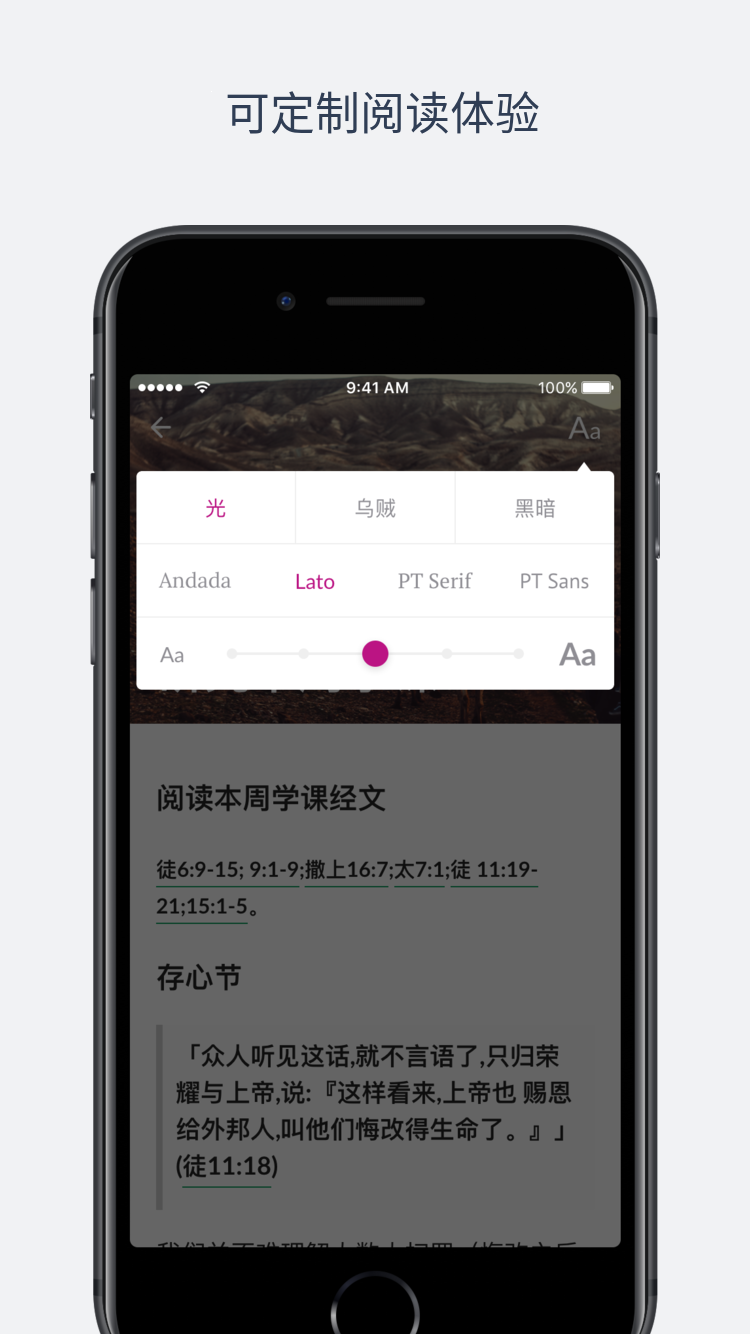 可定制阅读体验
9:41 AM
100%
Aa
光
乌贼
黑暗
Andada
Lato
PT Serif
PT Sans
Aa
Aa
阅读本周学课经文
徒6:9-15; 9:1-9;撒上16:7;太7:1;徒 11:19-
21;15:1-5。
存心节
「众人听见这话,就不言语了,只归荣
耀与上帝,说:『这样看来,上帝也 赐恩
给外邦人,叫他们悔改得生命了。』」
(徒11:18)